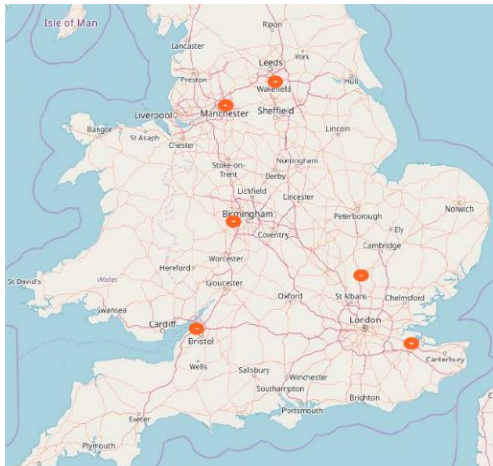 Isle of Man
Ripon
Lancaster
York
Leeds
Preston
Wakefield
Hull
Manchester
Liverpool
Sheffield
Bangor
St Asaph
Chester
Lincoln
Stoke-on-
Trent
Derby
Nottingham
Lichfield
Leicester
Norwich
Peterborough
Birmingham
Ely
Coventry
Cambridge
Worcester
Hereford
St David's
Wales
Gloucester
Oxford
St Albans
Chelmsford
Swansea
London
Cardiff
Bristol
Canterbury
Wells
Salisbury
Winchester
Southampton
Brighton
Portsmouth
Exeter
Plymouth